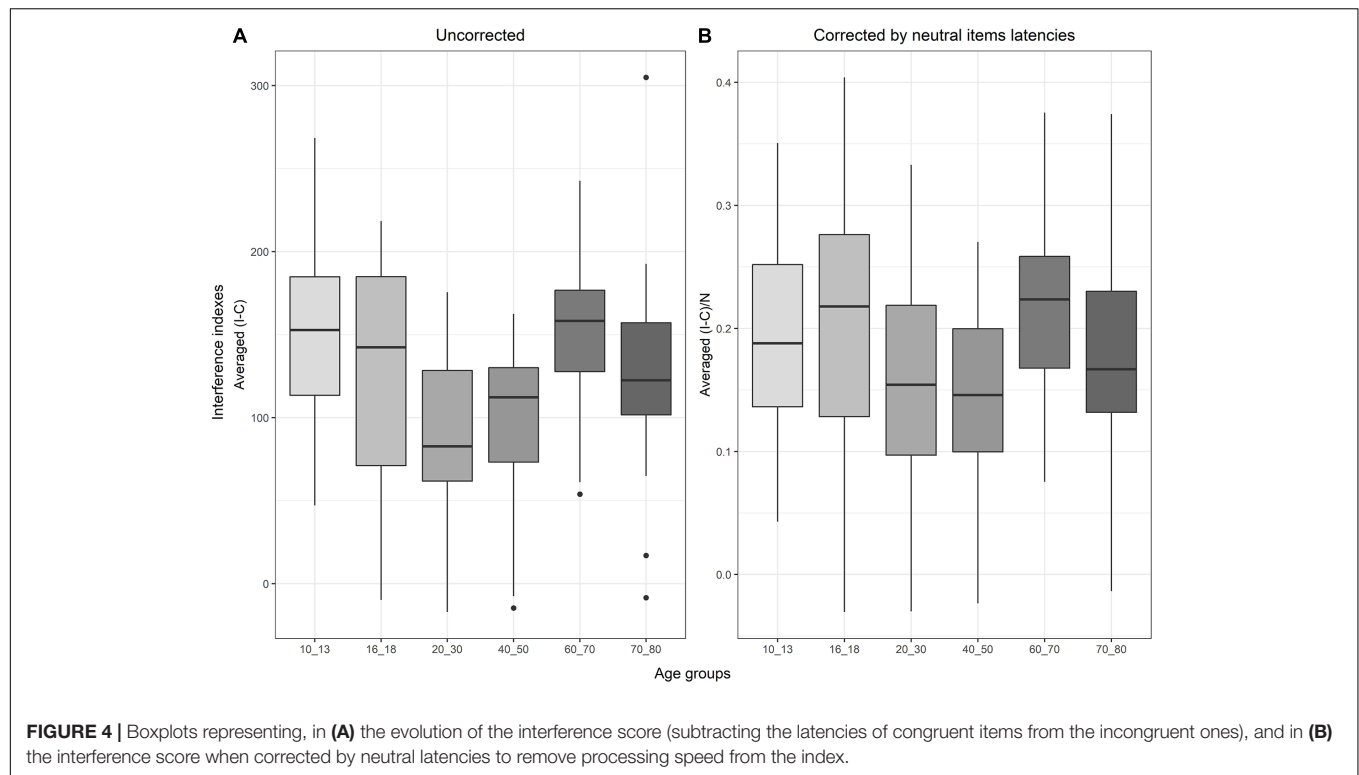 A
Uncorrected
Interference indexes
Averaged (I-C)
300
200
100
0
10_13
16_18
20_30
40_50
60_70
70_80
B
Corrected by neutral items latencies
Averaged (I-C)/N
0.4
0.3
0.2
0.1
0.0
10_13
16_18
20_30
40_50
60_70
70_80
Age groups
FIGURE 4 | Boxplots representing, in (A) the evolution of the interference score (subtracting the latencies of congruent items from the incongruent ones), and in (B)
the interference score when corrected by neutral latencies to remove processing speed from the index.